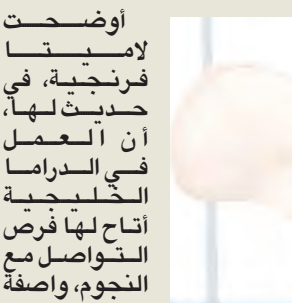 أوضحت
لاميتا
فرنجية، في
حديث لها،
أن العمل
في الدراما
الخليجية
أتاح لها فرص
التواصل مع
النجوم، واصفة